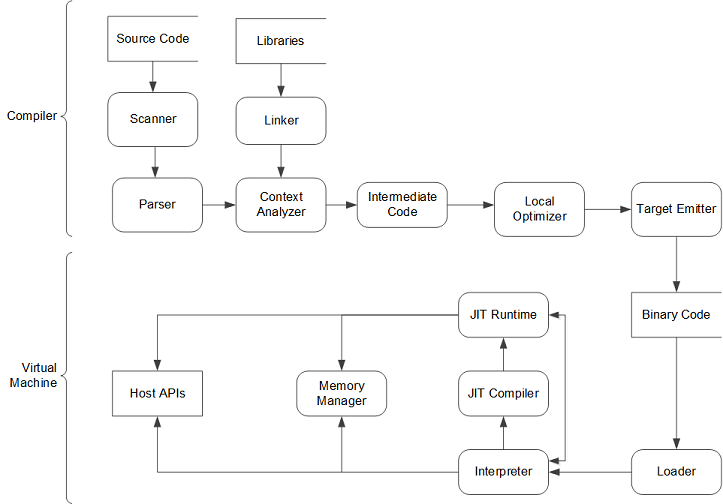 Source Code
Libraries
Compiler
Scanner
Linker
Parser
Context
Analyzer
Intermediate
Code
Local
Optimizer
Target Emitter
JIT Runtime
Binary Code
Virtual
Machine
Host APIs
Memory
Manager
JIT Compiler
Interpreter
Loader